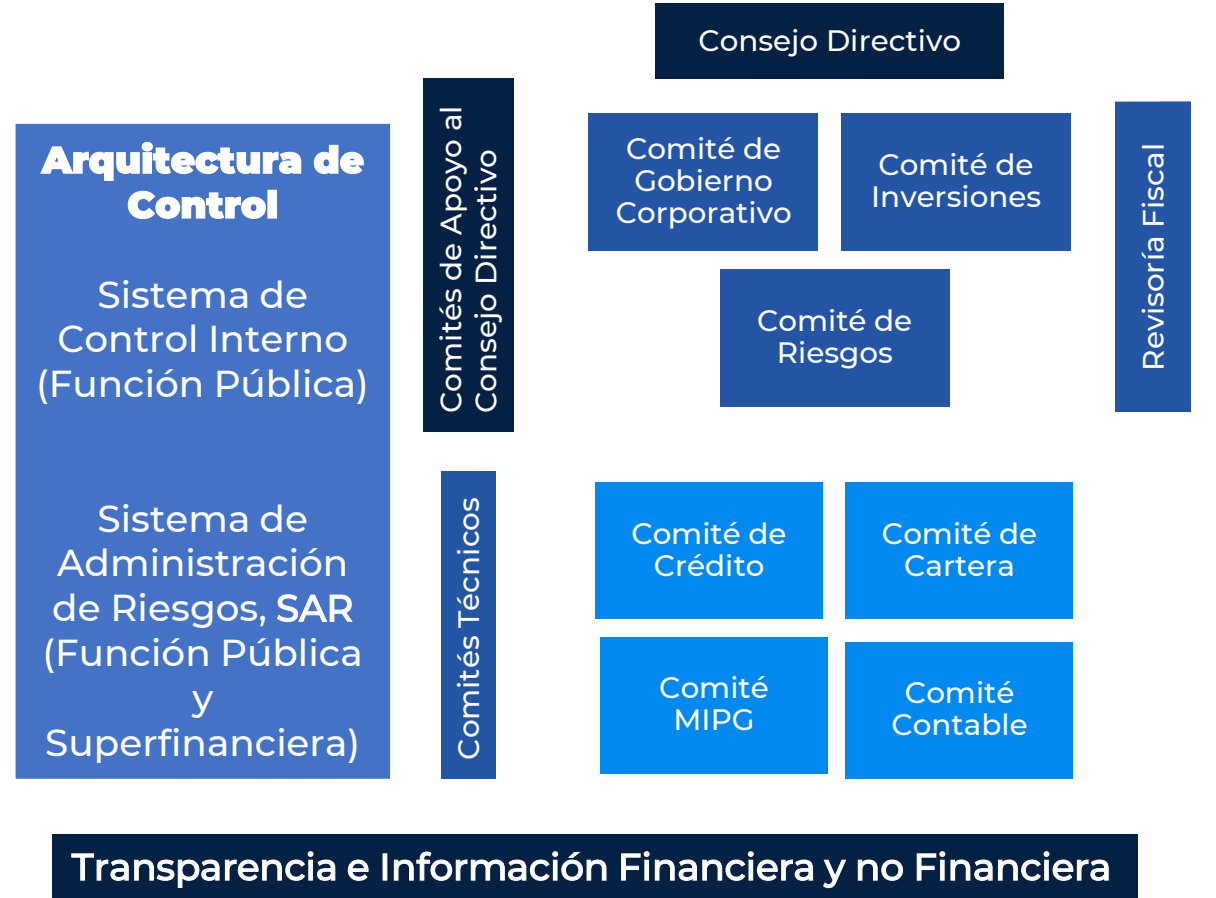 Consejo Directivo
Arquitectura de
Control
Sistema de
Control Interno
(Función Pública)
Sistema de
Administración
de Riesgos, SAR
(Función Pública
y
Superfinanciera)
Comités de Apoyo al
Consejo Directivo
Comité de
Gobierno
Corporativo
Comité de
Inversiones
Comité de
Riesgos
Revisoría Fiscal
Comités Técnicos
Comité de
Crédito
Comité de
Cartera
Comité
MIPG
Comité
Contable
Transparencia e Información Financiera y no Financiera